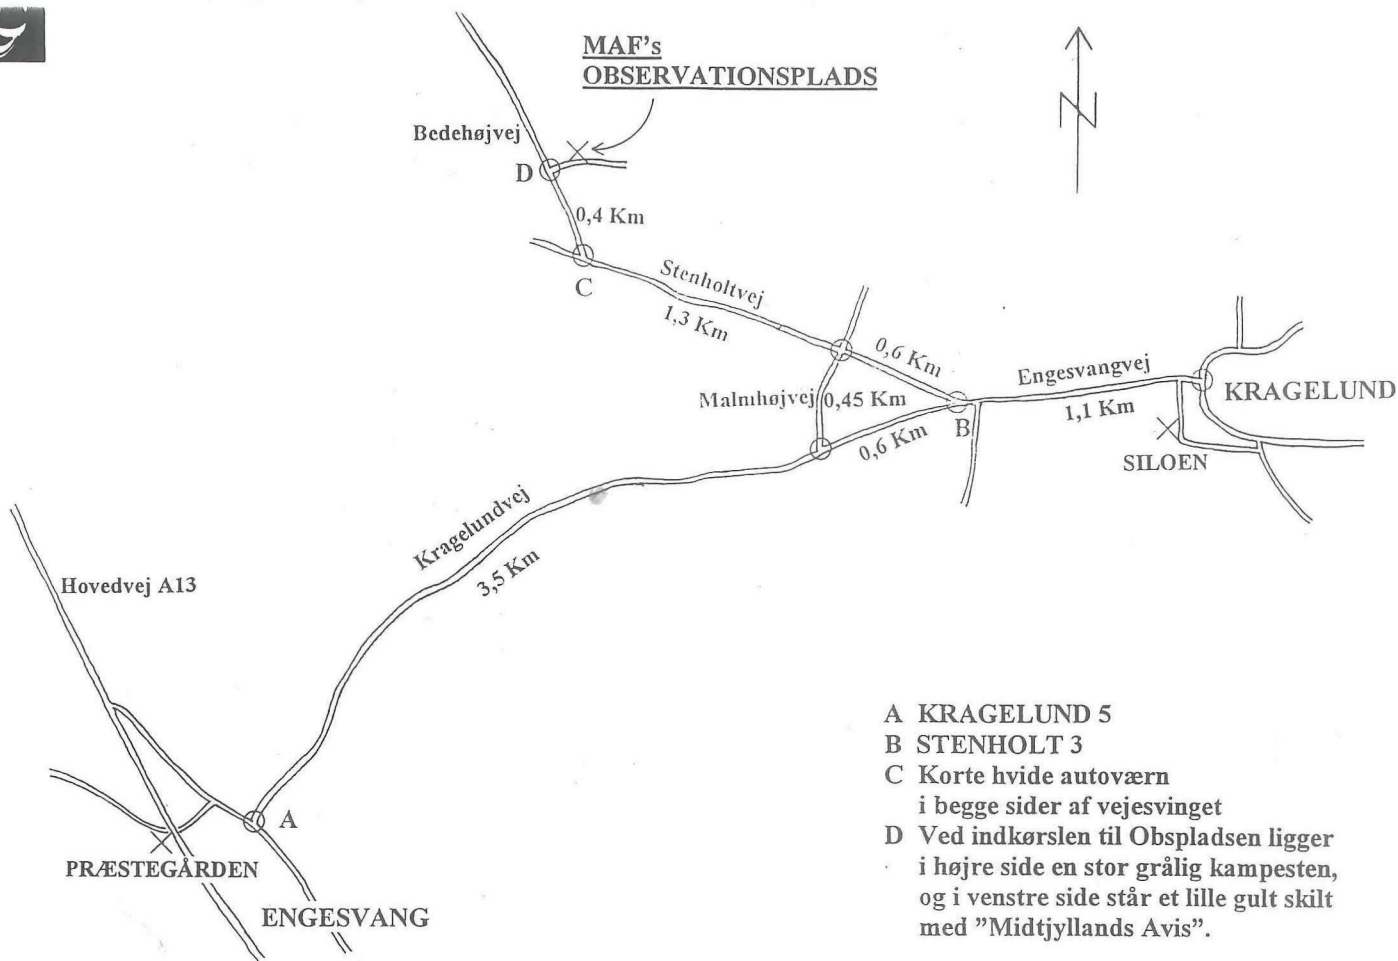 MAF's
OBSERVATIONSPLADS
N
Bedehøjvej
D
0,4 Km
C
Stenholtvej
1,3 Km
0,6 Km
Engesvangvej
KRAGELUND
1,1 Km
Malmhøjvej
0,45 Km
0,6 Km
B
SILOEN
Kragelundvej
3,5 Km
Hovedvej A13
A
PRÆSTEGÅRDEN
ENGESVANG
A KRAGELUND 5
B STENHOLT 3
C Korte hvide autoværn
i begge sider af vejesvinget
D Ved indkørslen til Obspladsen ligger
i højre side en stor grålig kampesten,
og i venstre side står et lille gult skilt
med ”Midtjyllands Avis”.